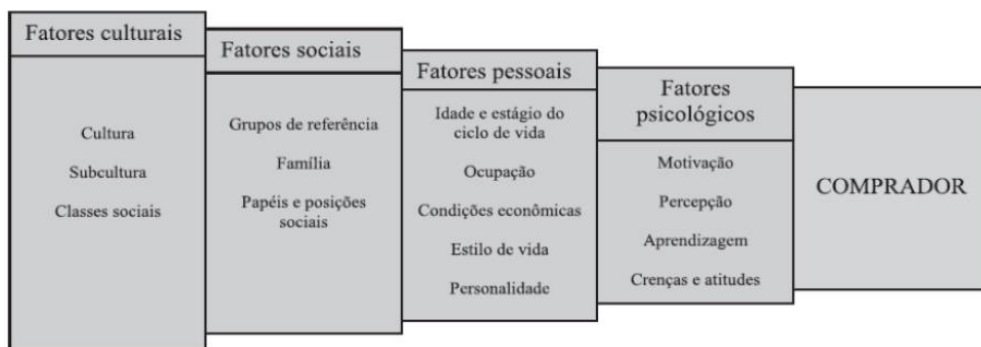 Fatores culturais
Cultura
Subcultura
Classes sociais
Fatores sociais
Grupos de referência
Família
Papéis e posições
sociais
Fatores pessoais
Idade e estágio do
ciclo de vida
Ocupação
Condições econômicas
Estilo de vida
Personalidade
Fatores
psicológicos
Motivação
Percepção
Aprendizagem
Crenças e atitudes
COMPRADOR